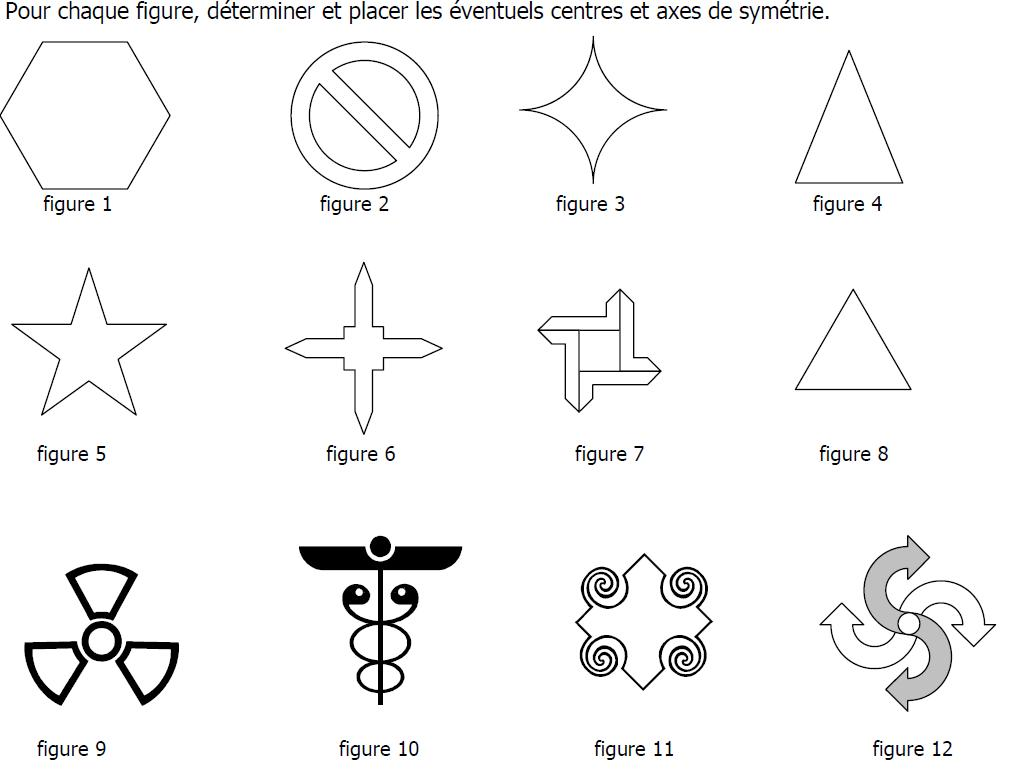 Pour chaque figure, déterminer et placer les éventuels centres et axes de symétrie.
figure 1
figure 2
figure 3
figure 4
figure 5
figure 6
figure 7
figure 8
figure 9
figure 10
figure 11
figure 12